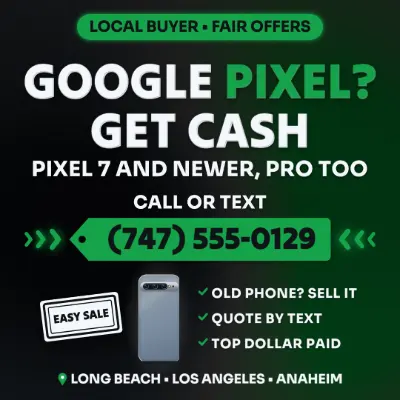 LOCAL BUYER • FAIR OFFERS
GOOGLE PIXEL?
GET CASH
PIXEL 7 AND NEWER, PRO TOO
CALL OR TEXT
(747) 555-0129
EASY SALE
OLD PHONE? SELL IT
QUOTE BY TEXT
TOP DOLLAR PAID
LONG BEACH • LOS ANGELES • ANAHEIM